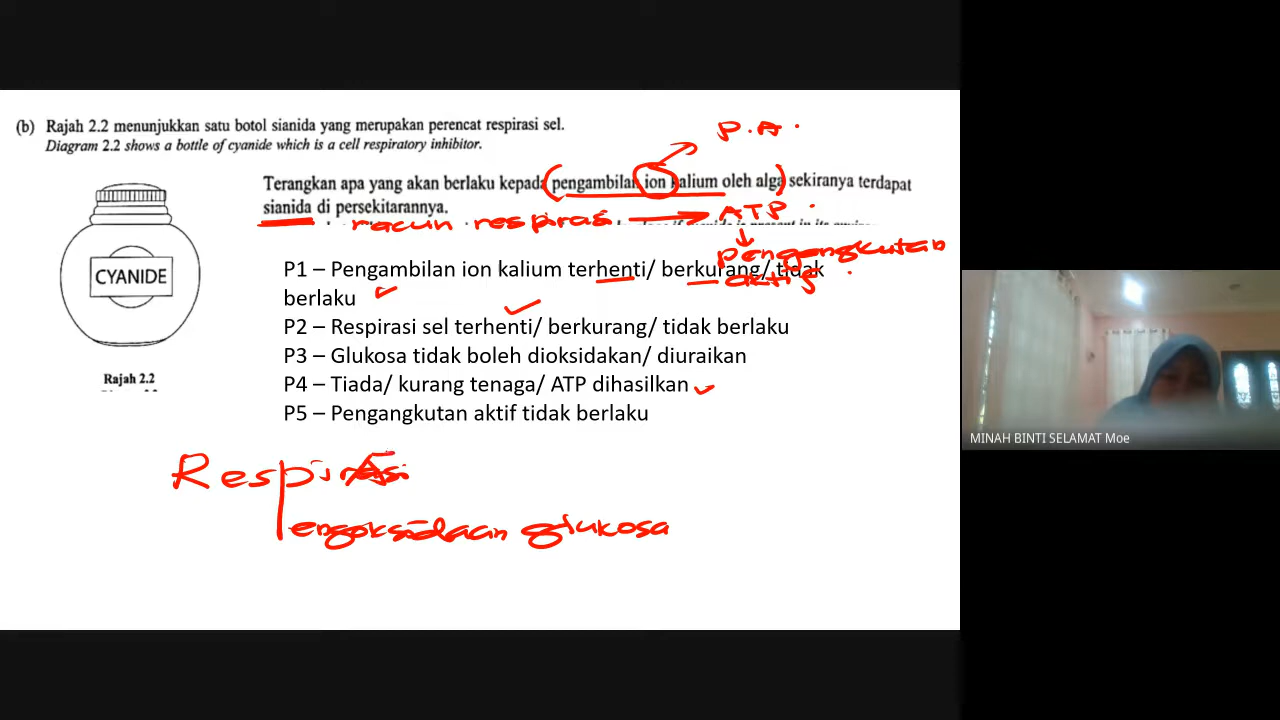 (b) Rajah 2.2 menunjukkan satu botol sianida yang merupakan perencat respirasi sel.
Diagram 2.2 shows a bottle of cyanide which is a cell respiratory inhibitor.
P.A.
Terangkan apa yang akan berlaku kepada (pengambilan ion kalium oleh alga) sekiranya terdapat
sianida di persekitarannya.
racun respirasi → ATP
pengangkutan
aktif
CYANIDE
Rajah 2.2
P1 – Pengambilan ion kalium terhenti/ berkurang/ tidak
berlaku
P2 – Respirasi sel terhenti/ berkurang/ tidak berlaku
P3 – Glukosa tidak boleh dioksidakan/ diuraikan
P4 – Tiada/ kurang tenaga/ ATP dihasilkan
P5 – Pengangkutan aktif tidak berlaku
Respirasi
Pengoksidaan glukosa
MINAH BINTI SELAMAT Moe